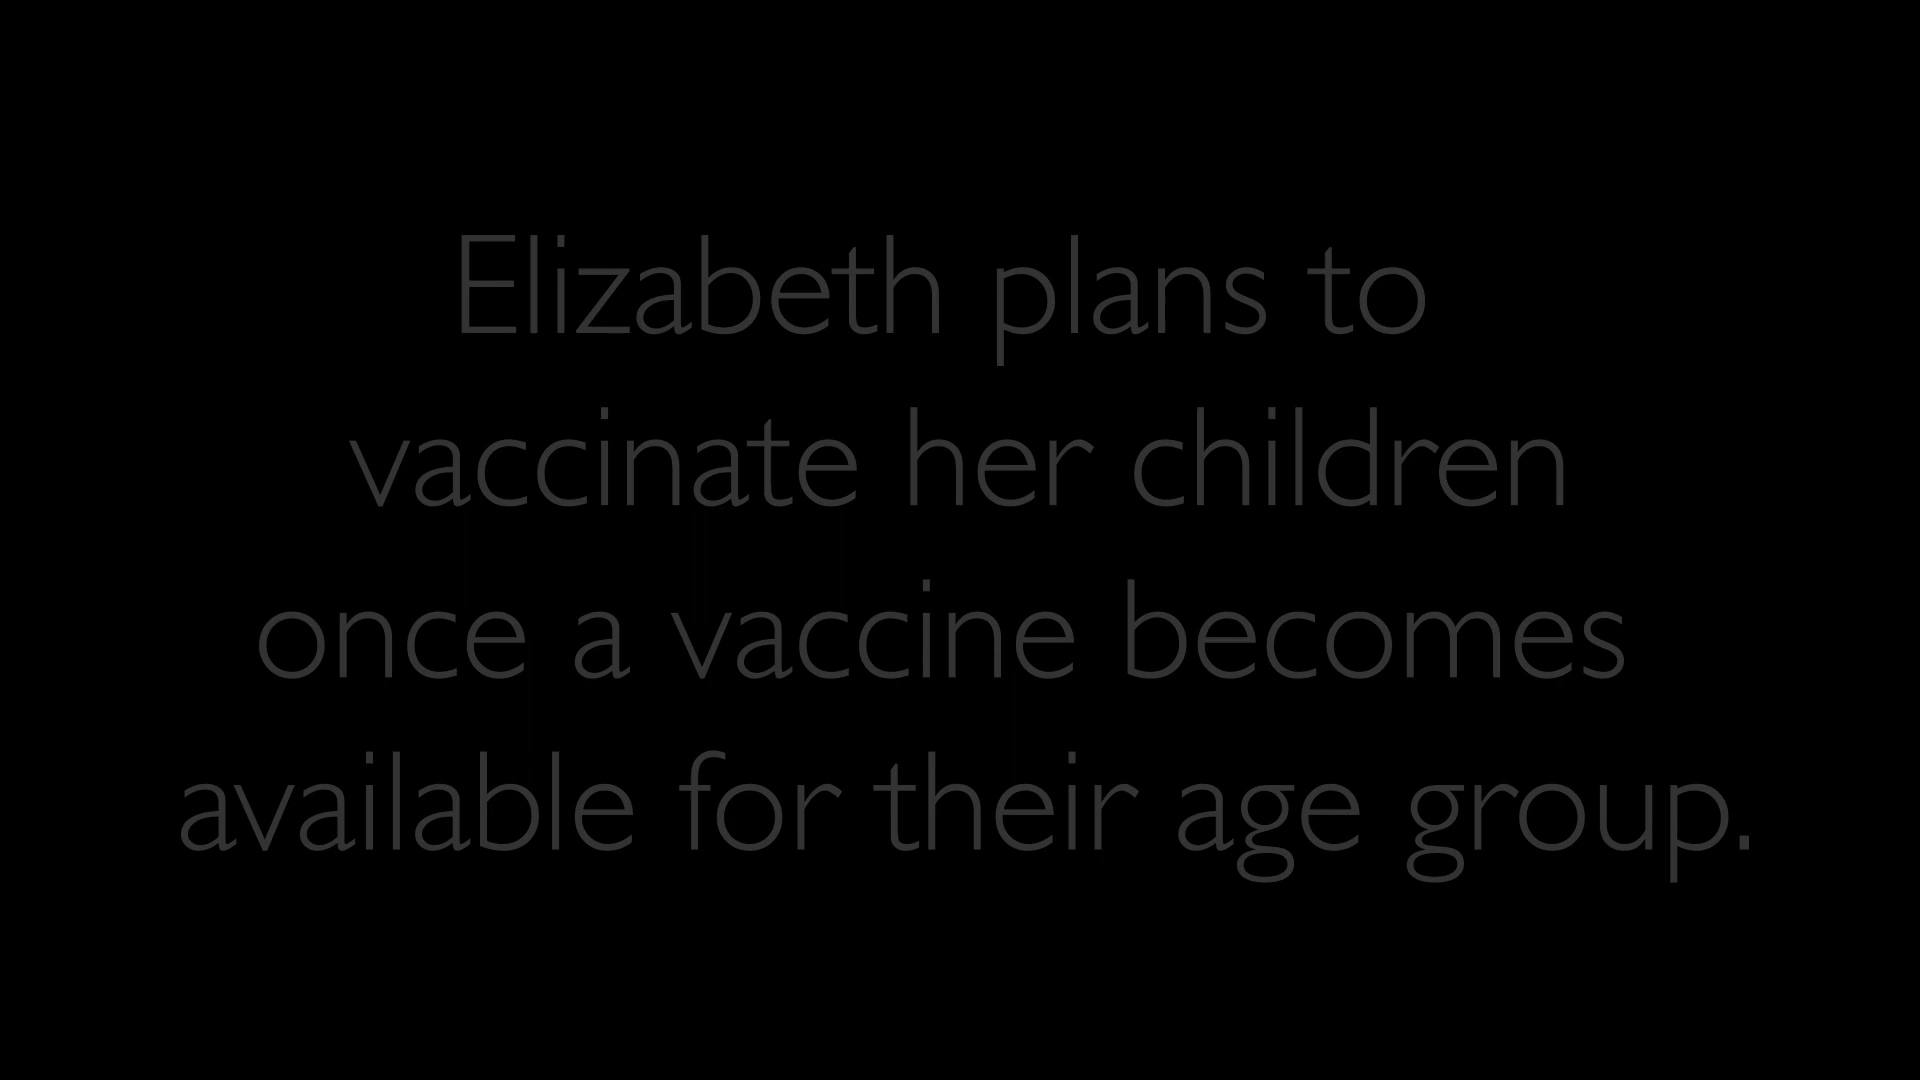 Elizabeth plans to
vaccinate her children
once a vaccine becomes
available for their age group.